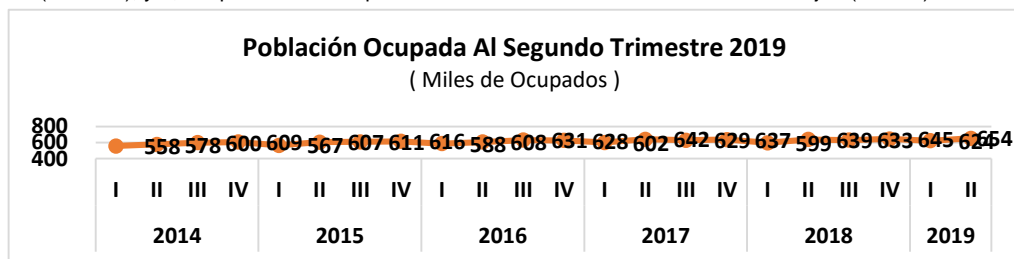 Población Ocupada Al Segundo Trimestre 2019
( Miles de Ocupados )
800
600
400
558 578 600 609 567 607 611 616 588 608 631 628 602 642 629 637 599 639 633 645 624 654
I II III IV I II III IV I II III IV I II III IV I II III IV I II
2014 2015 2016 2017 2018 2019